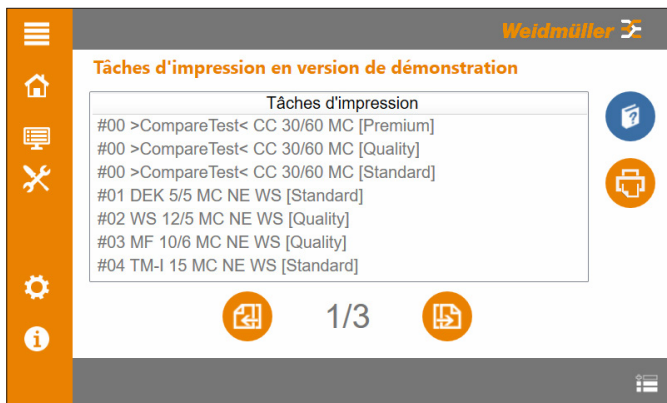 Weidmüller
Tâches d'impression en version de démonstration
Tâches d'impression
#00 >CompareTest< CC 30/60 MC [Premium]
#00 >CompareTest< CC 30/60 MC [Quality]
#00 >CompareTest< CC 30/60 MC [Standard]
#01 DEK 5/5 MC NE WS [Standard]
#02 WS 12/5 MC NE WS [Quality]
#03 MF 10/6 MC NE WS [Quality]
#04 TM-I 15 MC NE WS [Standard]
1/3